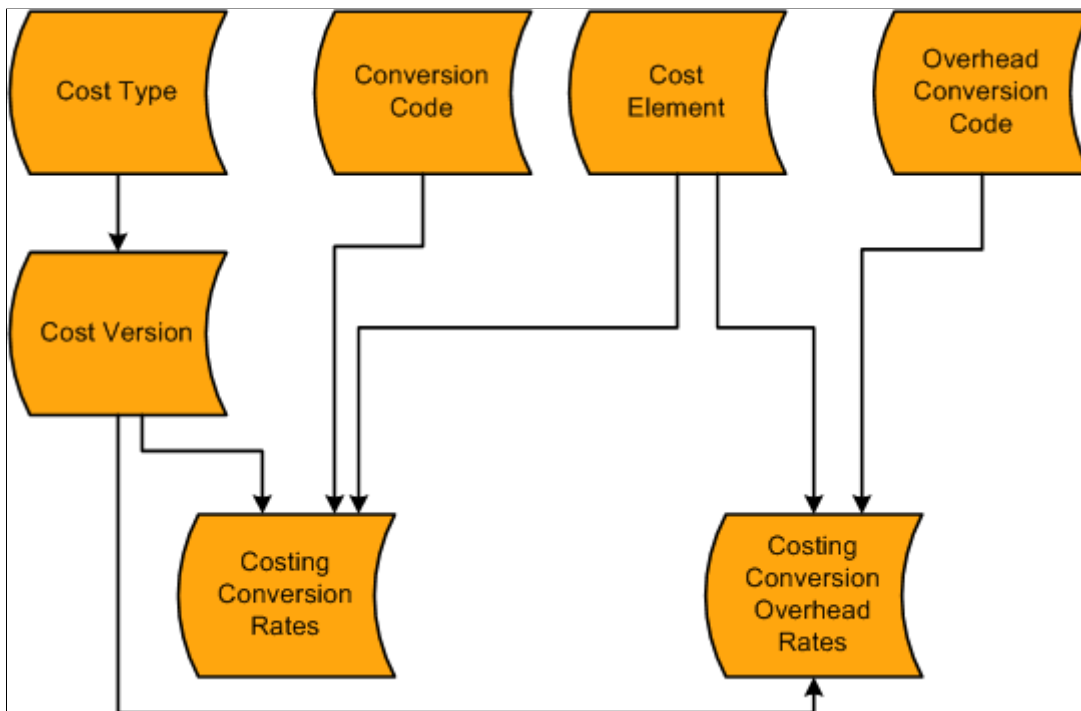 Cost Type
Conversion
Code
Cost
Element
Overhead
Conversion
Code
Cost Version
Costing
Conversion
Rates
Costing
Conversion
Overhead
Rates